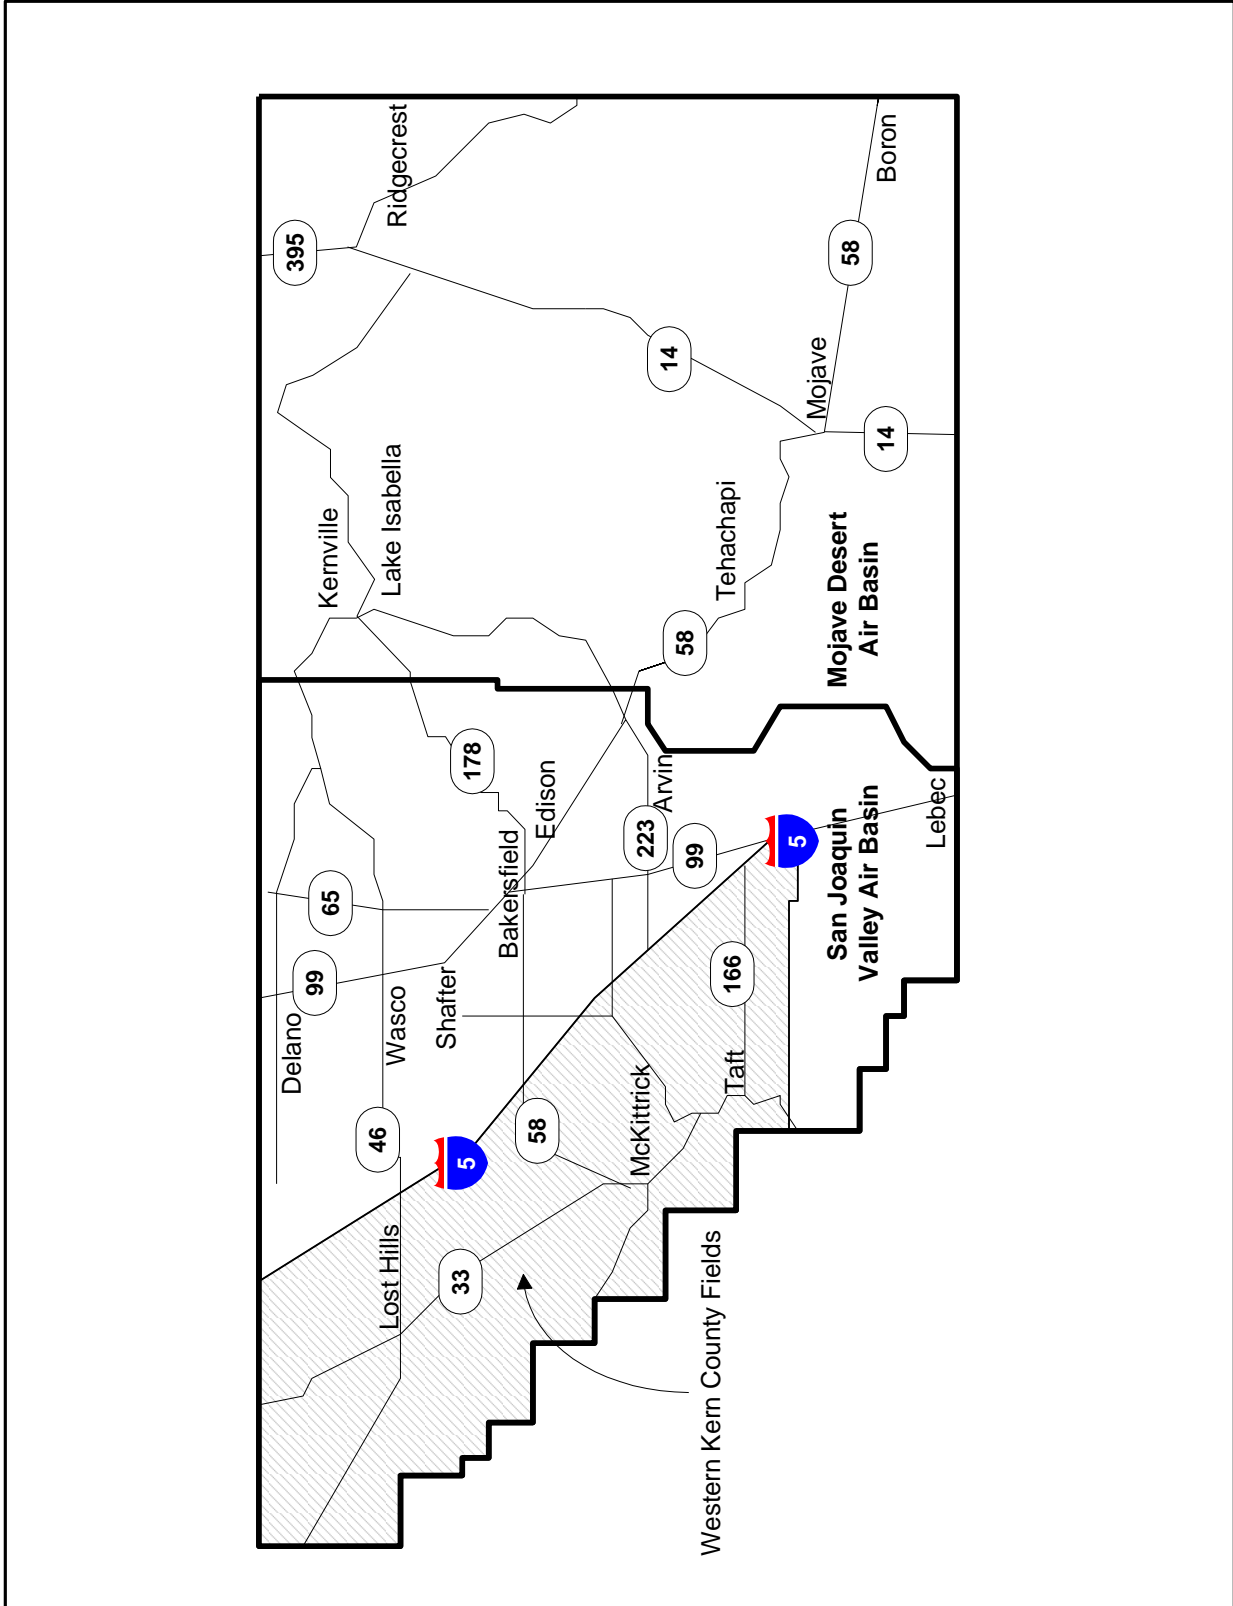 Delano
99
65
Kernville
395
46
Wasco
Lake Isabella
Ridgecrest
Lost Hills
33
5
Shafter
178
Bakersfield
Edison
58
McKittrick
223
Arvin
99
58
14
Western Kern County Fields
Taft
166
Tehachapi
5
Mojave
San Joaquin
Valley Air Basin
Mojave Desert
Air Basin
58
14
Boron
Lebec